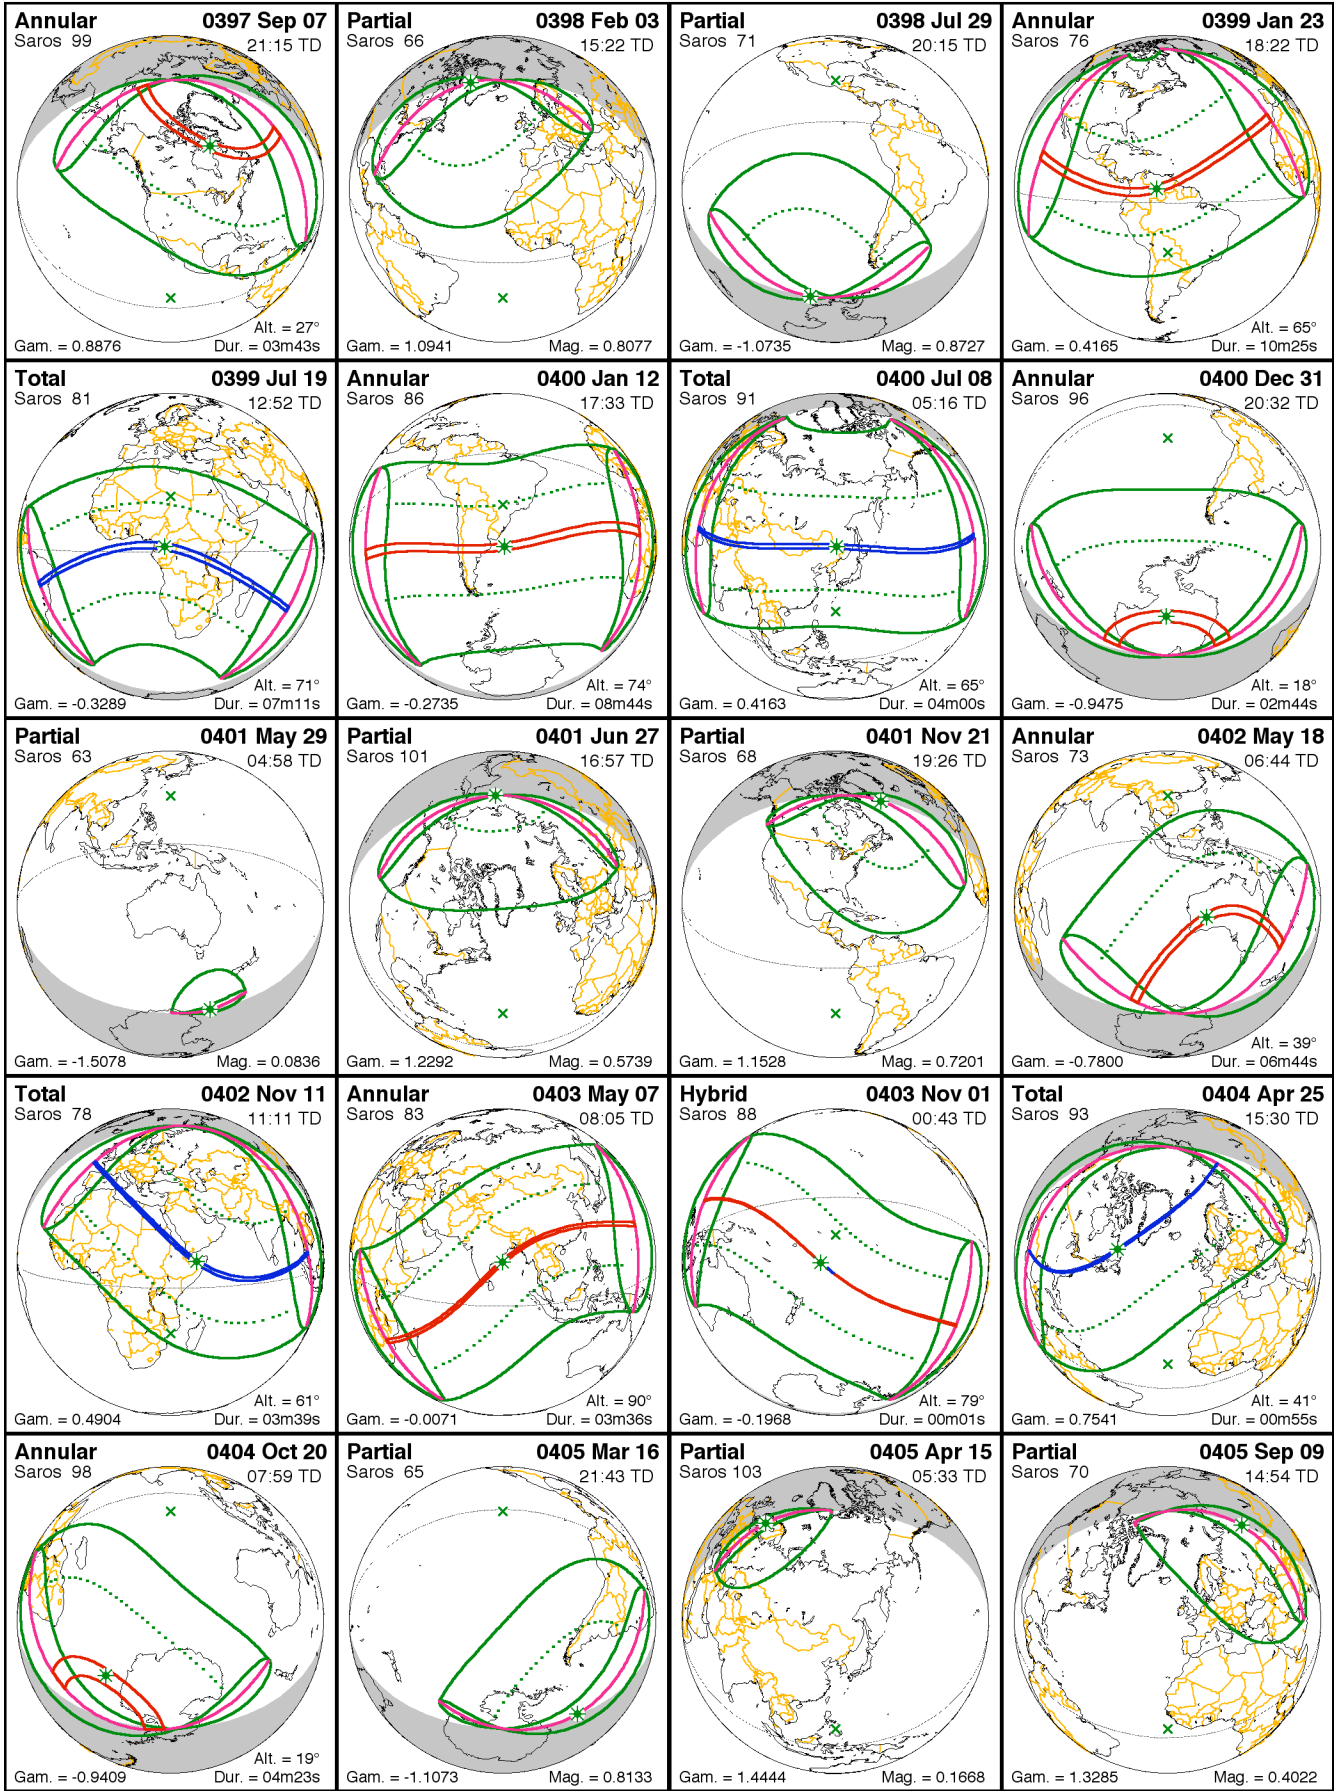 Annular 0397 Sep 07
Saros 99 21:15 TD
Alt. = 27°
Gam. = 0.8876 Dur. = 03m43s
Partial 0398 Feb 03
Saros 66 15:22 TD
Gam. = 1.0941 Mag. = 0.8077
Partial 0398 Jul 29
Saros 71 20:15 TD
Gam. = -1.0735 Mag. = 0.8727
Annular 0399 Jan 23
Saros 76 18:22 TD
Alt. = 65°
Gam. = 0.4165 Dur. = 10m25s
Total 0399 Jul 19
Saros 81 12:52 TD
Alt. = 71°
Gam. = -0.3289 Dur. = 07m11s
Annular 0400 Jan 12
Saros 86 17:33 TD
Alt. = 74°
Gam. = -0.2735 Dur. = 08m44s
Total 0400 Jul 08
Saros 91 05:16 TD
Alt. = 65°
Gam. = 0.4163 Dur. = 04m00s
Annular 0400 Dec 31
Saros 96 20:32 TD
Alt. = 18°
Gam. = -0.9475 Dur. = 02m44s
Partial 0401 May 29
Saros 63 04:58 TD
Gam. = -1.5078 Mag. = 0.0836
Partial 0401 Jun 27
Saros 101 16:57 TD
Gam. = 1.2292 Mag. = 0.5739
Partial 0401 Nov 21
Saros 68 19:26 TD
Gam. = 1.1528 Mag. = 0.7201
Annular 0402 May 18
Saros 73 06:44 TD
Alt. = 39°
Gam. = -0.7800 Dur. = 06m44s
Total 0402 Nov 11
Saros 78 11:11 TD
Alt. = 61°
Gam. = 0.4904 Dur. = 03m39s
Annular 0403 May 07
Saros 83 08:05 TD
Alt. = 90°
Gam. = -0.0071 Dur. = 03m36s
Hybrid 0403 Nov 01
Saros 88 00:43 TD
Alt. = 79°
Gam. = -0.1968 Dur. = 00m01s
Total 0404 Apr 25
Saros 93 15:30 TD
Alt. = 41°
Gam. = 0.7541 Dur. = 00m55s
Annular 0404 Oct 20
Saros 98 07:59 TD
Alt. = 19°
Gam. = -0.9409 Dur. = 04m23s
Partial 0405 Mar 16
Saros 65 21:43 TD
Gam. = -1.1073 Mag. = 0.8133
Partial 0405 Apr 15
Saros 103 05:33 TD
Gam. = 1.4444 Mag. = 0.1668
Partial 0405 Sep 09
Saros 70 14:54 TD
Gam. = 1.3285 Mag. = 0.4022